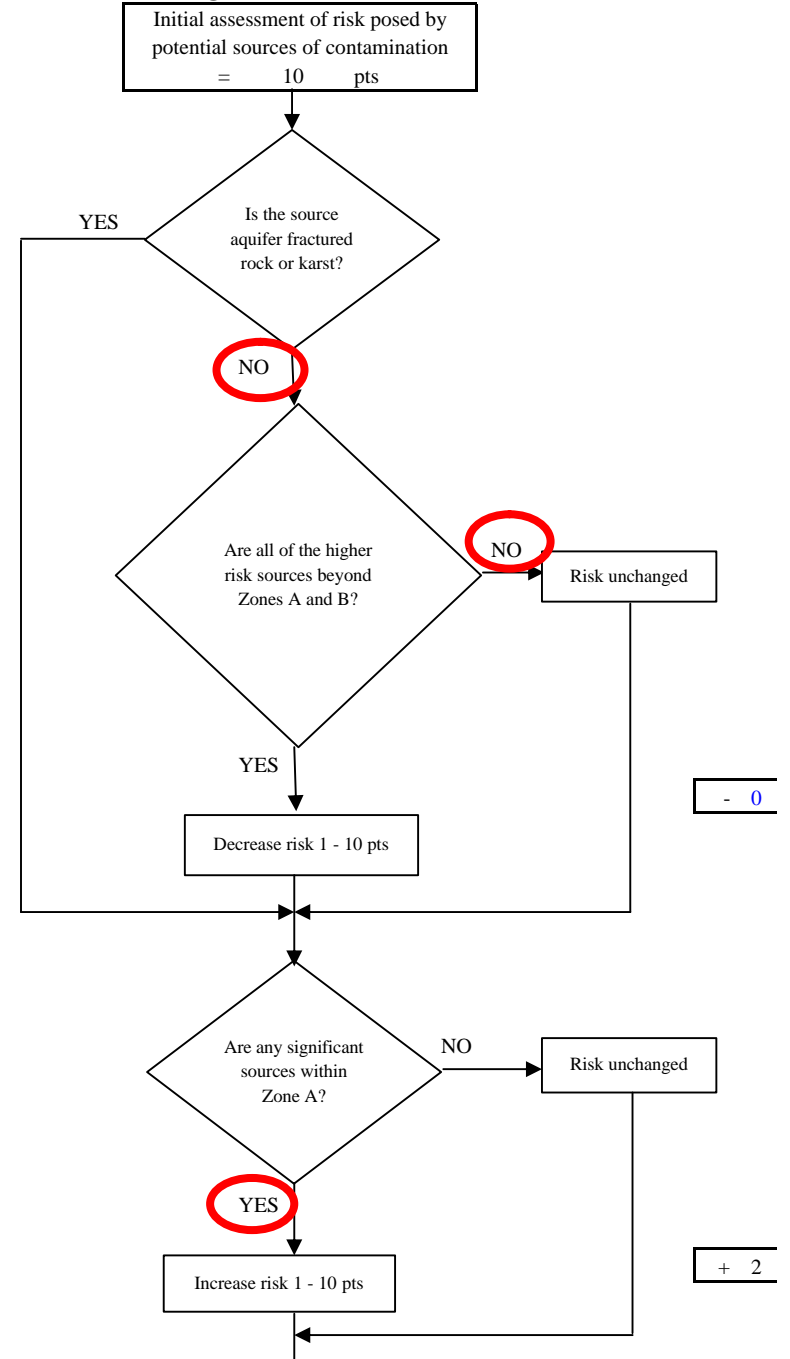 Initial assessment of risk posed by
potential sources of contamination
= 10 pts
YES
Is the source
aquifer fractured
rock or karst?
NO
Are all of the higher
risk sources beyond
Zones A and B?
NO
Risk unchanged
YES
- 0
Decrease risk 1 - 10 pts
Are any significant
sources within
Zone A?
NO
Risk unchanged
YES
+ 2
Increase risk 1 - 10 pts